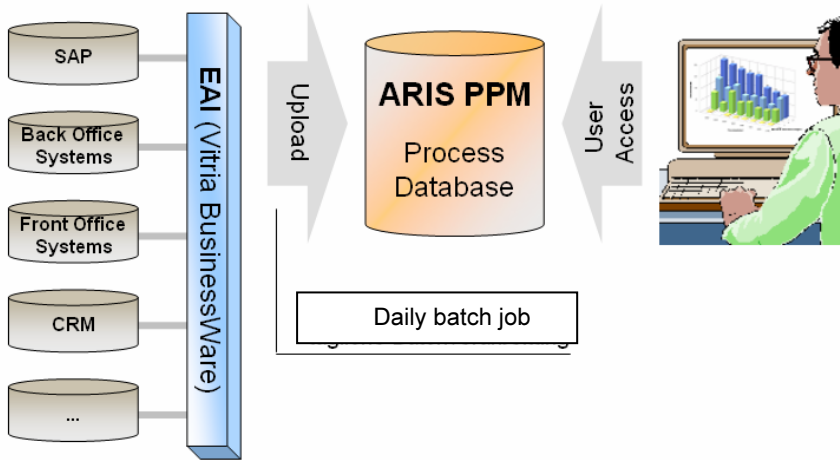 SAP
Back Office
Systems
Front Office
Systems
CRM
...
EAI (Vitria BusinessWare)
Upload
ARIS PPM
Process
Database
User
Access
Daily batch job